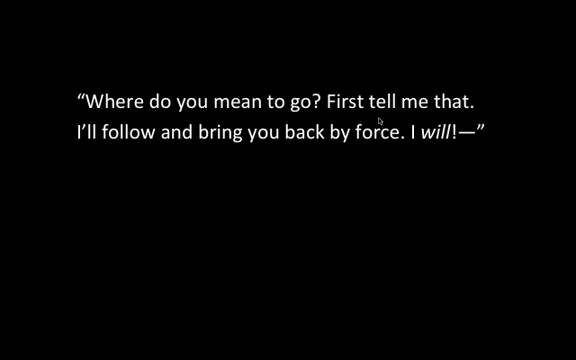 “Where do you mean to go? First tell me that.
I’ll follow and bring you back by force. I will!—”